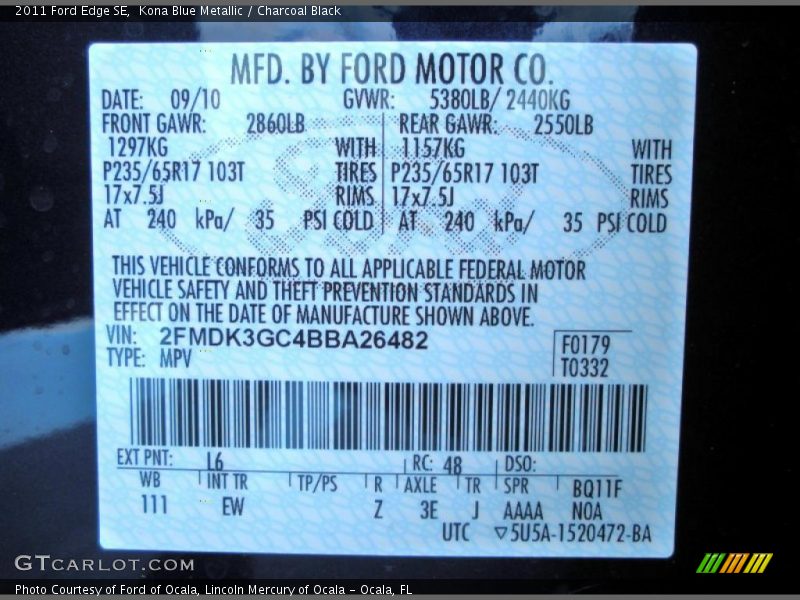 2011 Ford Edge SE,  Kona Blue Metallic / Charcoal Black
MFD. BY FORD MOTOR CO.
DATE: 09/10 GVWR: 5380LB/ 2440KG
FRONT GAWR: 2860LB REAR GAWR: 2550LB
1297KG WITH 1157KG WITH
P235/65R17 103T TIRES P235/65R17 103T TIRES
17x7.5J RIMS 17x7.5J RIMS
AT 240 kPa/ 35 PSI COLD AT 240 kPa/ 35 PSI COLD
THIS VEHICLE CONFORMS TO ALL APPLICABLE FEDERAL MOTOR
VEHICLE SAFETY AND THEFT PREVENTION STANDARDS IN
EFFECT ON THE DATE OF MANUFACTURE SHOWN ABOVE.
VIN: 2FMDK3GC4BBA26482 F0179
TYPE: MPV T0332
EXT PNT: L6 RC: 48 DSO:
WB INT TR TP/PS R AXLE TR SPR BQ11F
111 EW Z 3E J AAAA NOA
UTC ▽5U5A-1520472-BA
GTCARLOT.COM
Photo Courtesy of Ford of Ocala, Lincoln Mercury of Ocala - Ocala, FL